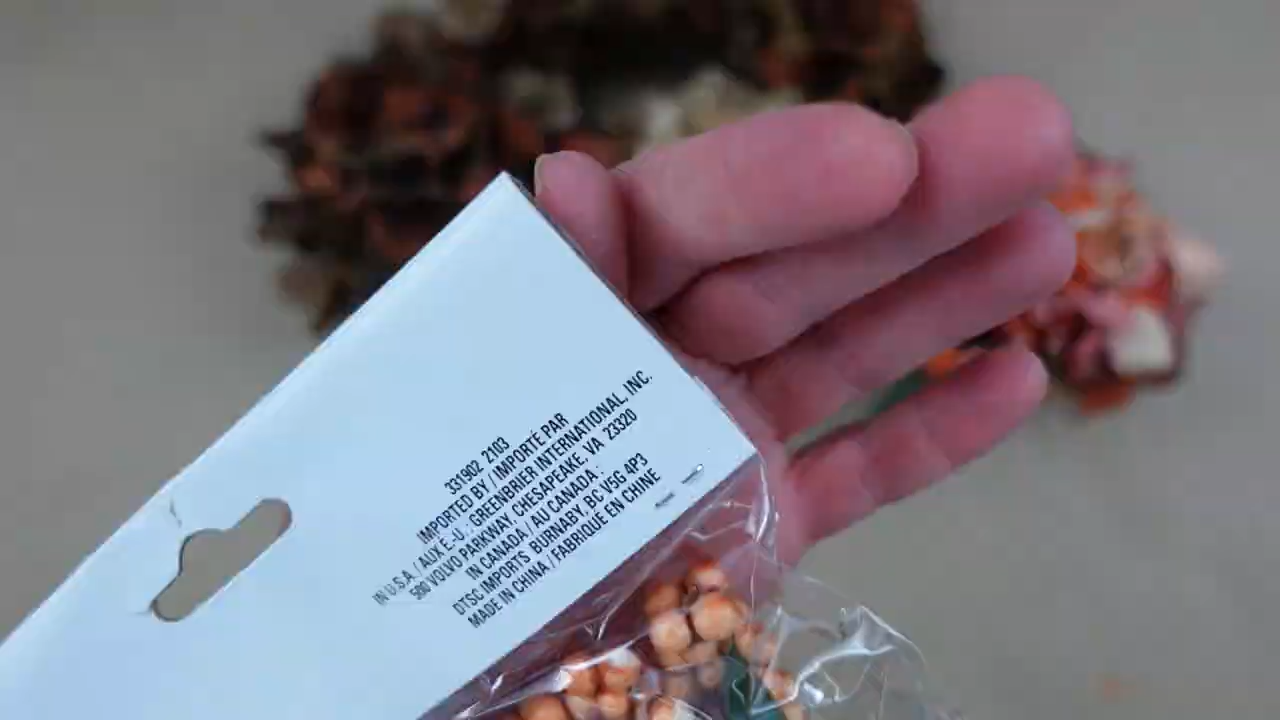 331902 2103
IMPORTED BY / IMPORTÉ PAR
IN U.S.A. / AUX E-U.: GREENBRIER INTERNATIONAL, INC.
500 VOLVO PARKWAY, CHESAPEAKE, VA 23320
IN CANADA / AU CANADA :
DTSC IMPORTS BURNABY, BC V5G 4P3
MADE IN CHINA / FABRIQUÉ EN CHINE